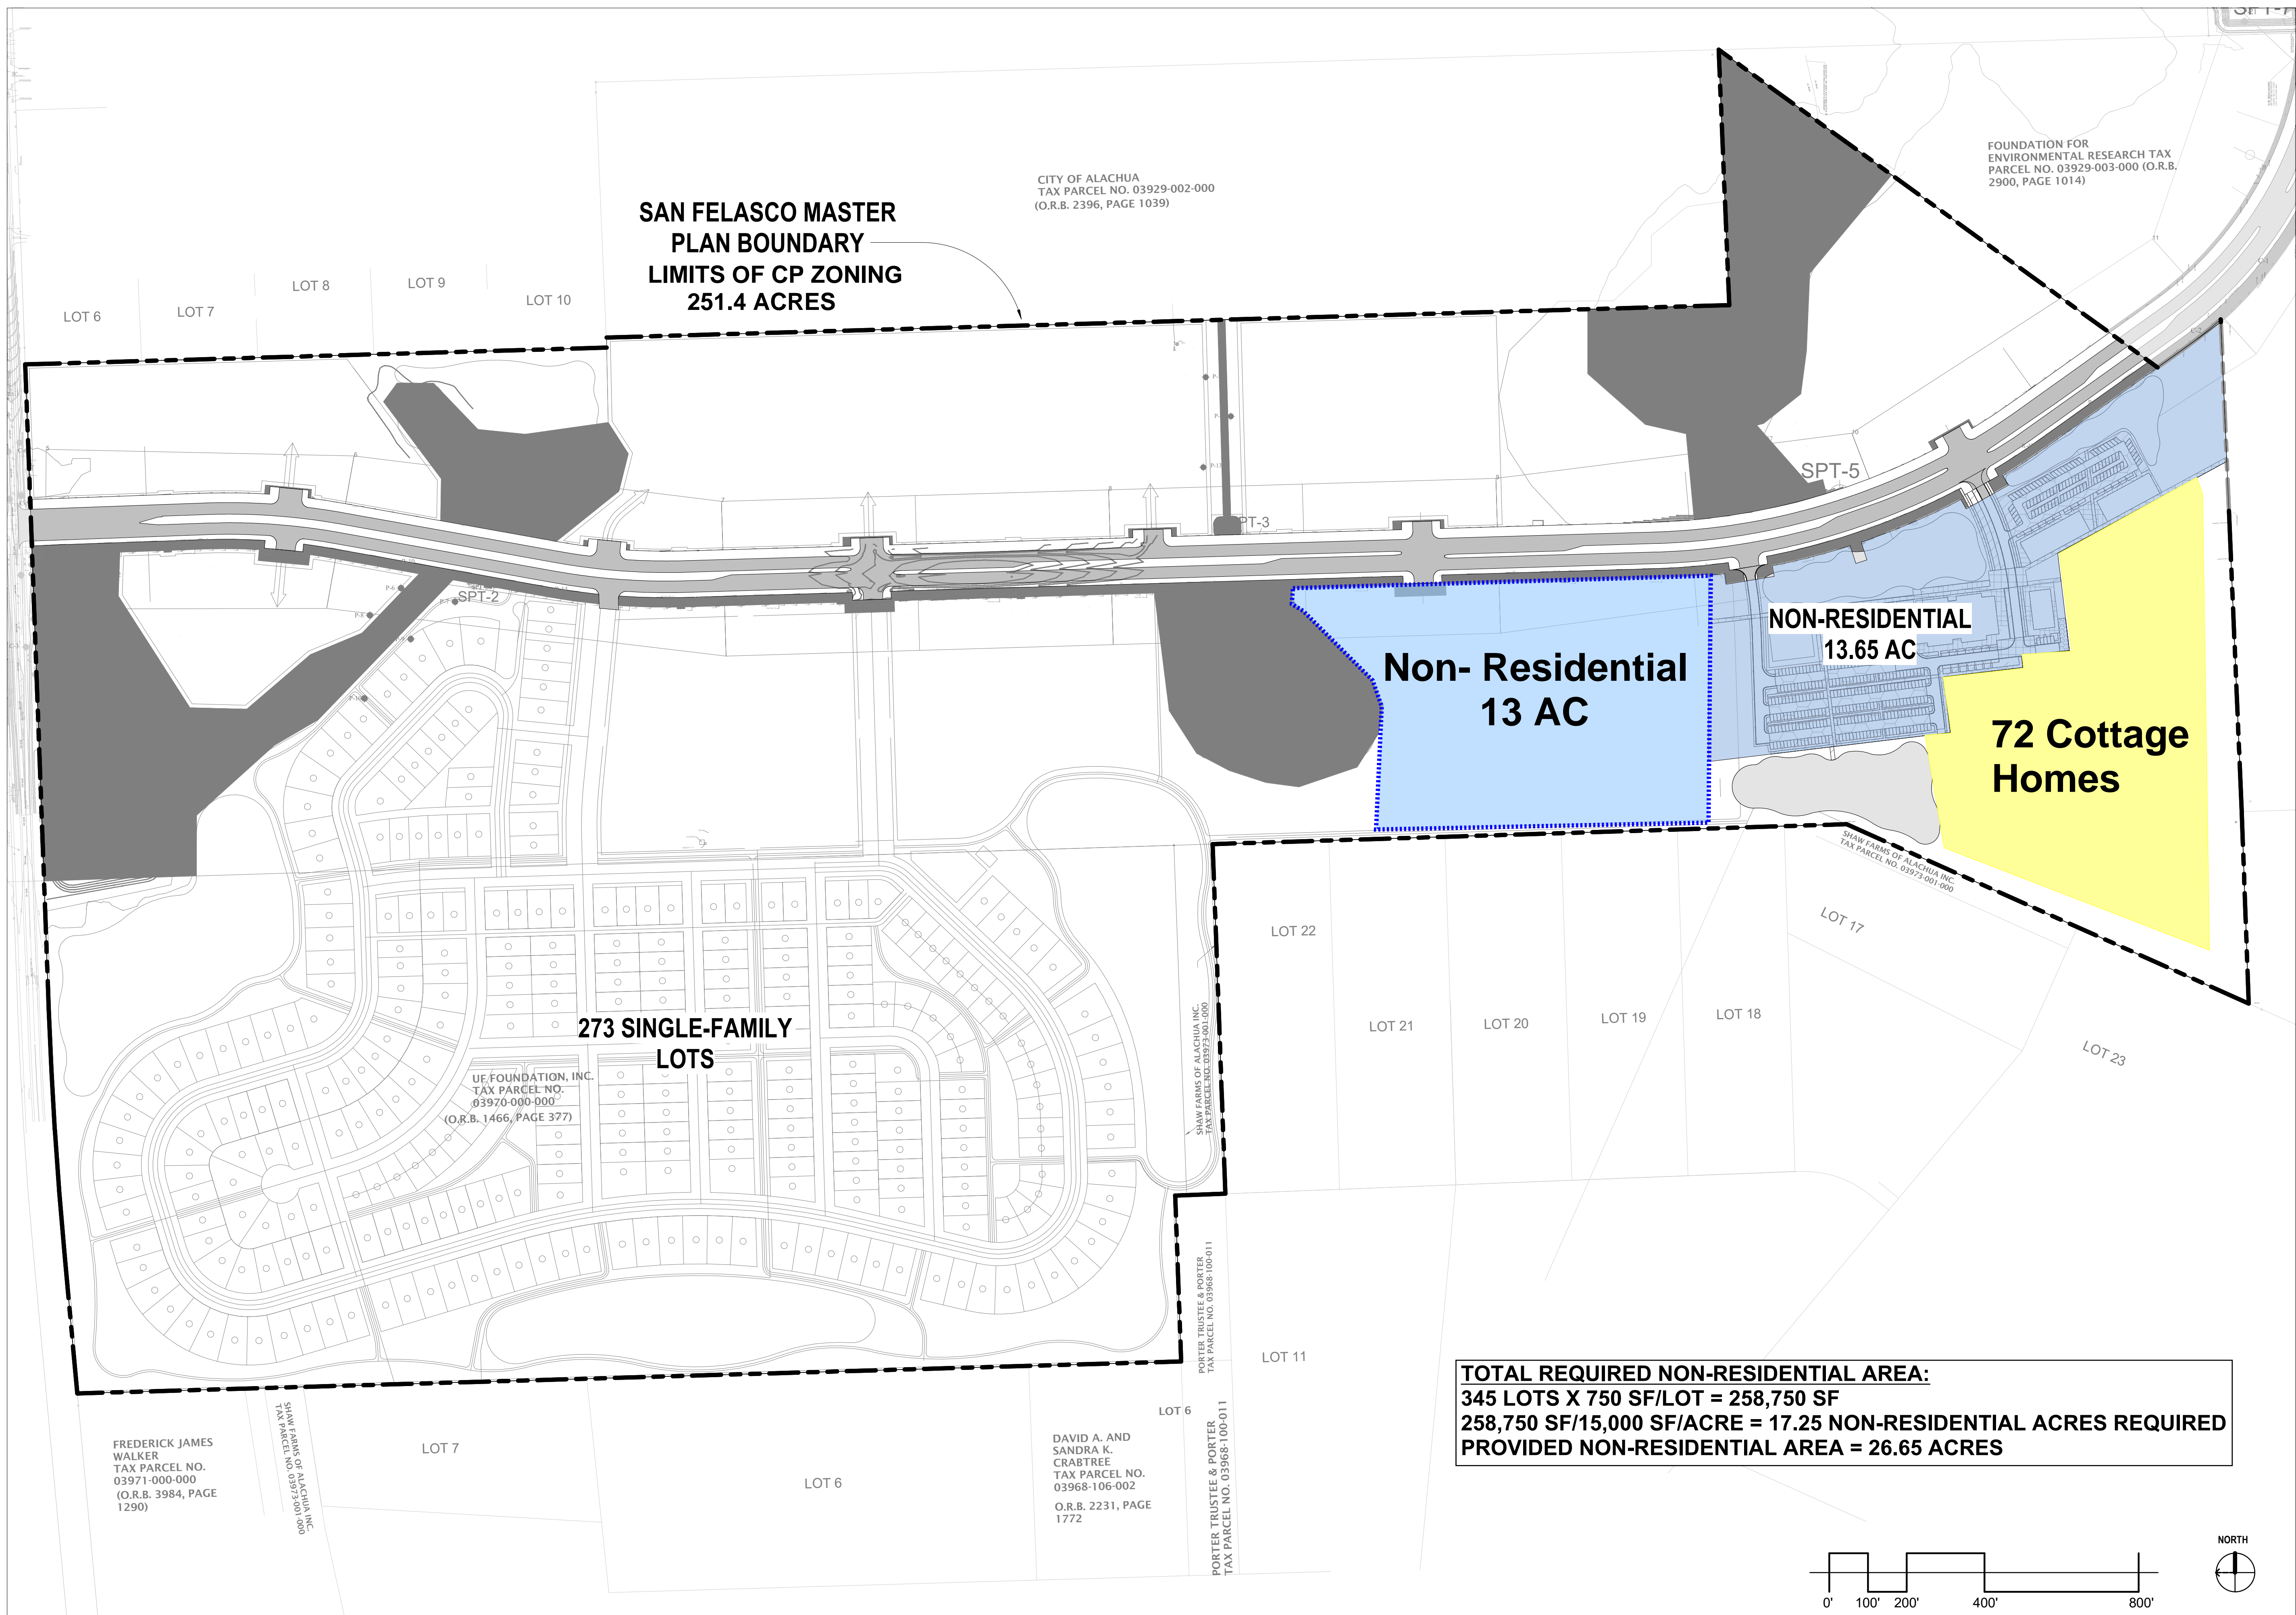 SAN FELASCO MASTER
PLAN BOUNDARY
LIMITS OF CP ZONING
251.4 ACRES
CITY OF ALACHUA
TAX PARCEL NO. 03929-002-000
(O.R.B. 2396, PAGE 1039)
FOUNDATION FOR
ENVIRONMENTAL RESEARCH TAX
PARCEL NO. 03929-003-000 (O.R.B.
2900, PAGE 1014)
LOT 6
LOT 7
LOT 8
LOT 9
LOT 10
SPT-5
SPT-2
PT-3
P-6
P-7
P-8
NON-RESIDENTIAL
13.65 AC
Non- Residential
13 AC
72 Cottage
Homes
SHAW FARMS OF ALACHUA INC.
TAX PARCEL NO. 03973-001-000
LOT 17
LOT 22
LOT 21
LOT 20
LOT 19
LOT 18
LOT 23
273 SINGLE-FAMILY
LOTS
UF FOUNDATION, INC.
TAX PARCEL NO.
03970-000-000
(O.R.B. 1466, PAGE 377)
SHAW FARMS OF ALACHUA INC.
TAX PARCEL NO. 03973-001-000
PORTER TRUSTEE & PORTER
TAX PARCEL NO. 03968-100-011
LOT 11
TOTAL REQUIRED NON-RESIDENTIAL AREA:
345 LOTS X 750 SF/LOT = 258,750 SF
258,750 SF/15,000 SF/ACRE = 17.25 NON-RESIDENTIAL ACRES REQUIRED
PROVIDED NON-RESIDENTIAL AREA = 26.65 ACRES
FREDERICK JAMES
WALKER
TAX PARCEL NO.
03971-000-000
(O.R.B. 3984, PAGE
1290)
SHAW FARMS OF ALACHUA INC.
TAX PARCEL NO. 03973-001-000
LOT 7
LOT 6
DAVID A. AND
SANDRA K.
CRABTREE
TAX PARCEL NO.
03968-106-002
O.R.B. 2231, PAGE
1772
LOT 6
PORTER TRUSTEE & PORTER
TAX PARCEL NO. 03968-100-011
NORTH
0' 100' 200' 400' 800'